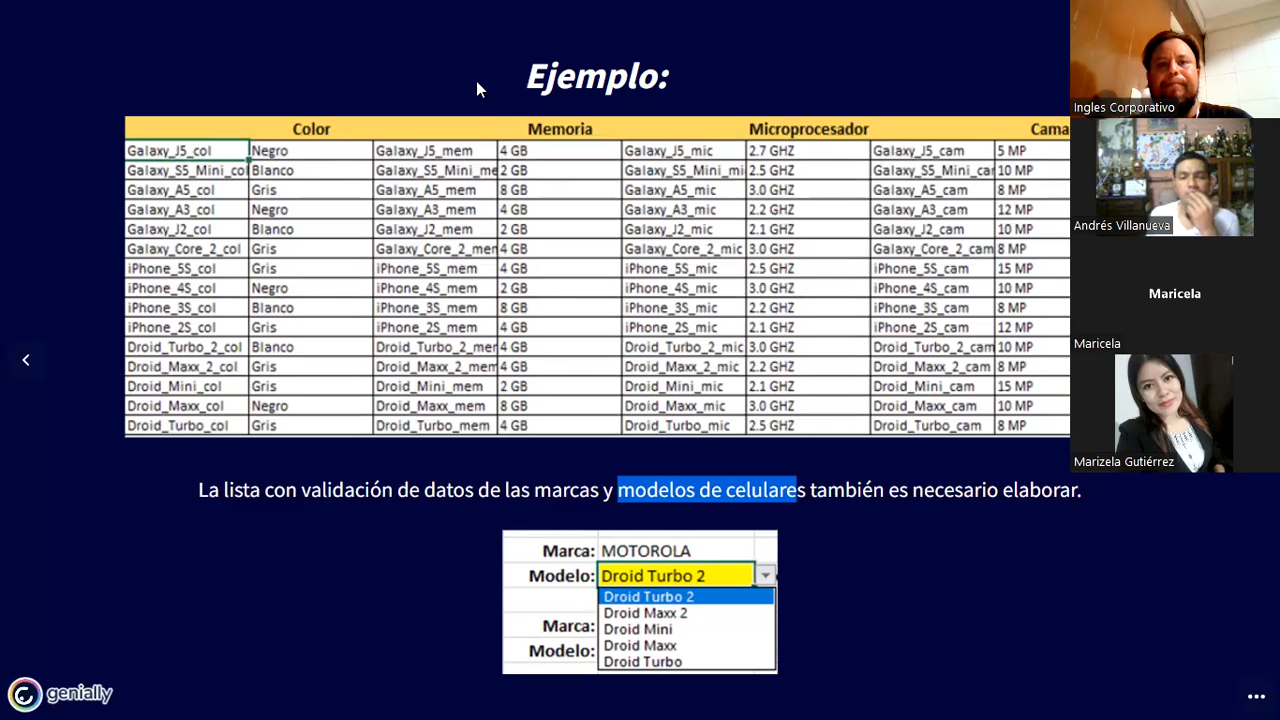 Ejemplo:
Color Memoria Microprocesador Cama
Galaxy_J5_col Negro Galaxy_J5_mem 4 GB Galaxy_J5_mic 2.7 GHZ Galaxy_J5_cam 5 MP
Galaxy_S5_Mini_col Blanco Galaxy_S5_Mini_me 2 GB Galaxy_S5_Mini_mi 2.5 GHZ Galaxy_S5_Mini_car 10 MP
Galaxy_A5_col Gris Galaxy_A5_mem 8 GB Galaxy_A5_mic 3.0 GHZ Galaxy_A5_cam 8 MP
Galaxy_A3_col Negro Galaxy_A3_mem 4 GB Galaxy_A3_mic 2.2 GHZ Galaxy_A3_cam 12 MP
Galaxy_J2_col Blanco Galaxy_J2_mem 2 GB Galaxy_J2_mic 2.1 GHZ Galaxy_J2_cam 10 MP
Galaxy_Core_2_col Gris Galaxy_Core_2_mem 4 GB Galaxy_Core_2_mic 3.0 GHZ Galaxy_Core_2_cam 8 MP
iPhone_5S_col Gris iPhone_5S_mem 4 GB iPhone_5S_mic 2.5 GHZ iPhone_5S_cam 15 MP
iPhone_4S_col Negro iPhone_4S_mem 2 GB iPhone_4S_mic 3.0 GHZ iPhone_4S_cam 10 MP
iPhone_3S_col Blanco iPhone_3S_mem 8 GB iPhone_3S_mic 2.2 GHZ iPhone_3S_cam 8 MP
iPhone_2S_col Gris iPhone_2S_mem 4 GB iPhone_2S_mic 2.1 GHZ iPhone_2S_cam 12 MP
Droid_Turbo_2_col Blanco Droid_Turbo_2_mer 4 GB Droid_Turbo_2_mic 3.0 GHZ Droid_Turbo_2_cam 10 MP
Droid_Maxx_2_col Gris Droid_Maxx_2_mem 4 GB Droid_Maxx_2_mic 2.2 GHZ Droid_Maxx_2_cam 8 MP
Droid_Mini_col Gris Droid_Mini_mem 2 GB Droid_Mini_mic 2.1 GHZ Droid_Mini_cam 15 MP
Droid_Maxx_col Negro Droid_Maxx_mem 8 GB Droid_Maxx_mic 3.0 GHZ Droid_Maxx_cam 10 MP
Droid_Turbo_col Gris Droid_Turbo_mem 4 GB Droid_Turbo_mic 2.5 GHZ Droid_Turbo_cam 8 MP
La lista con validación de datos de las marcas y modelos de celulares también es necesario elaborar.
Marca: MOTOROLA
Modelo: Droid Turbo 2
Droid Turbo 2
Droid Maxx 2
Marca: Droid Mini
Modelo: Droid Maxx
Droid Turbo
genially
Ingles Corporativo
Andrés Villanueva
Maricela
Maricela
Marizela Gutiérrez